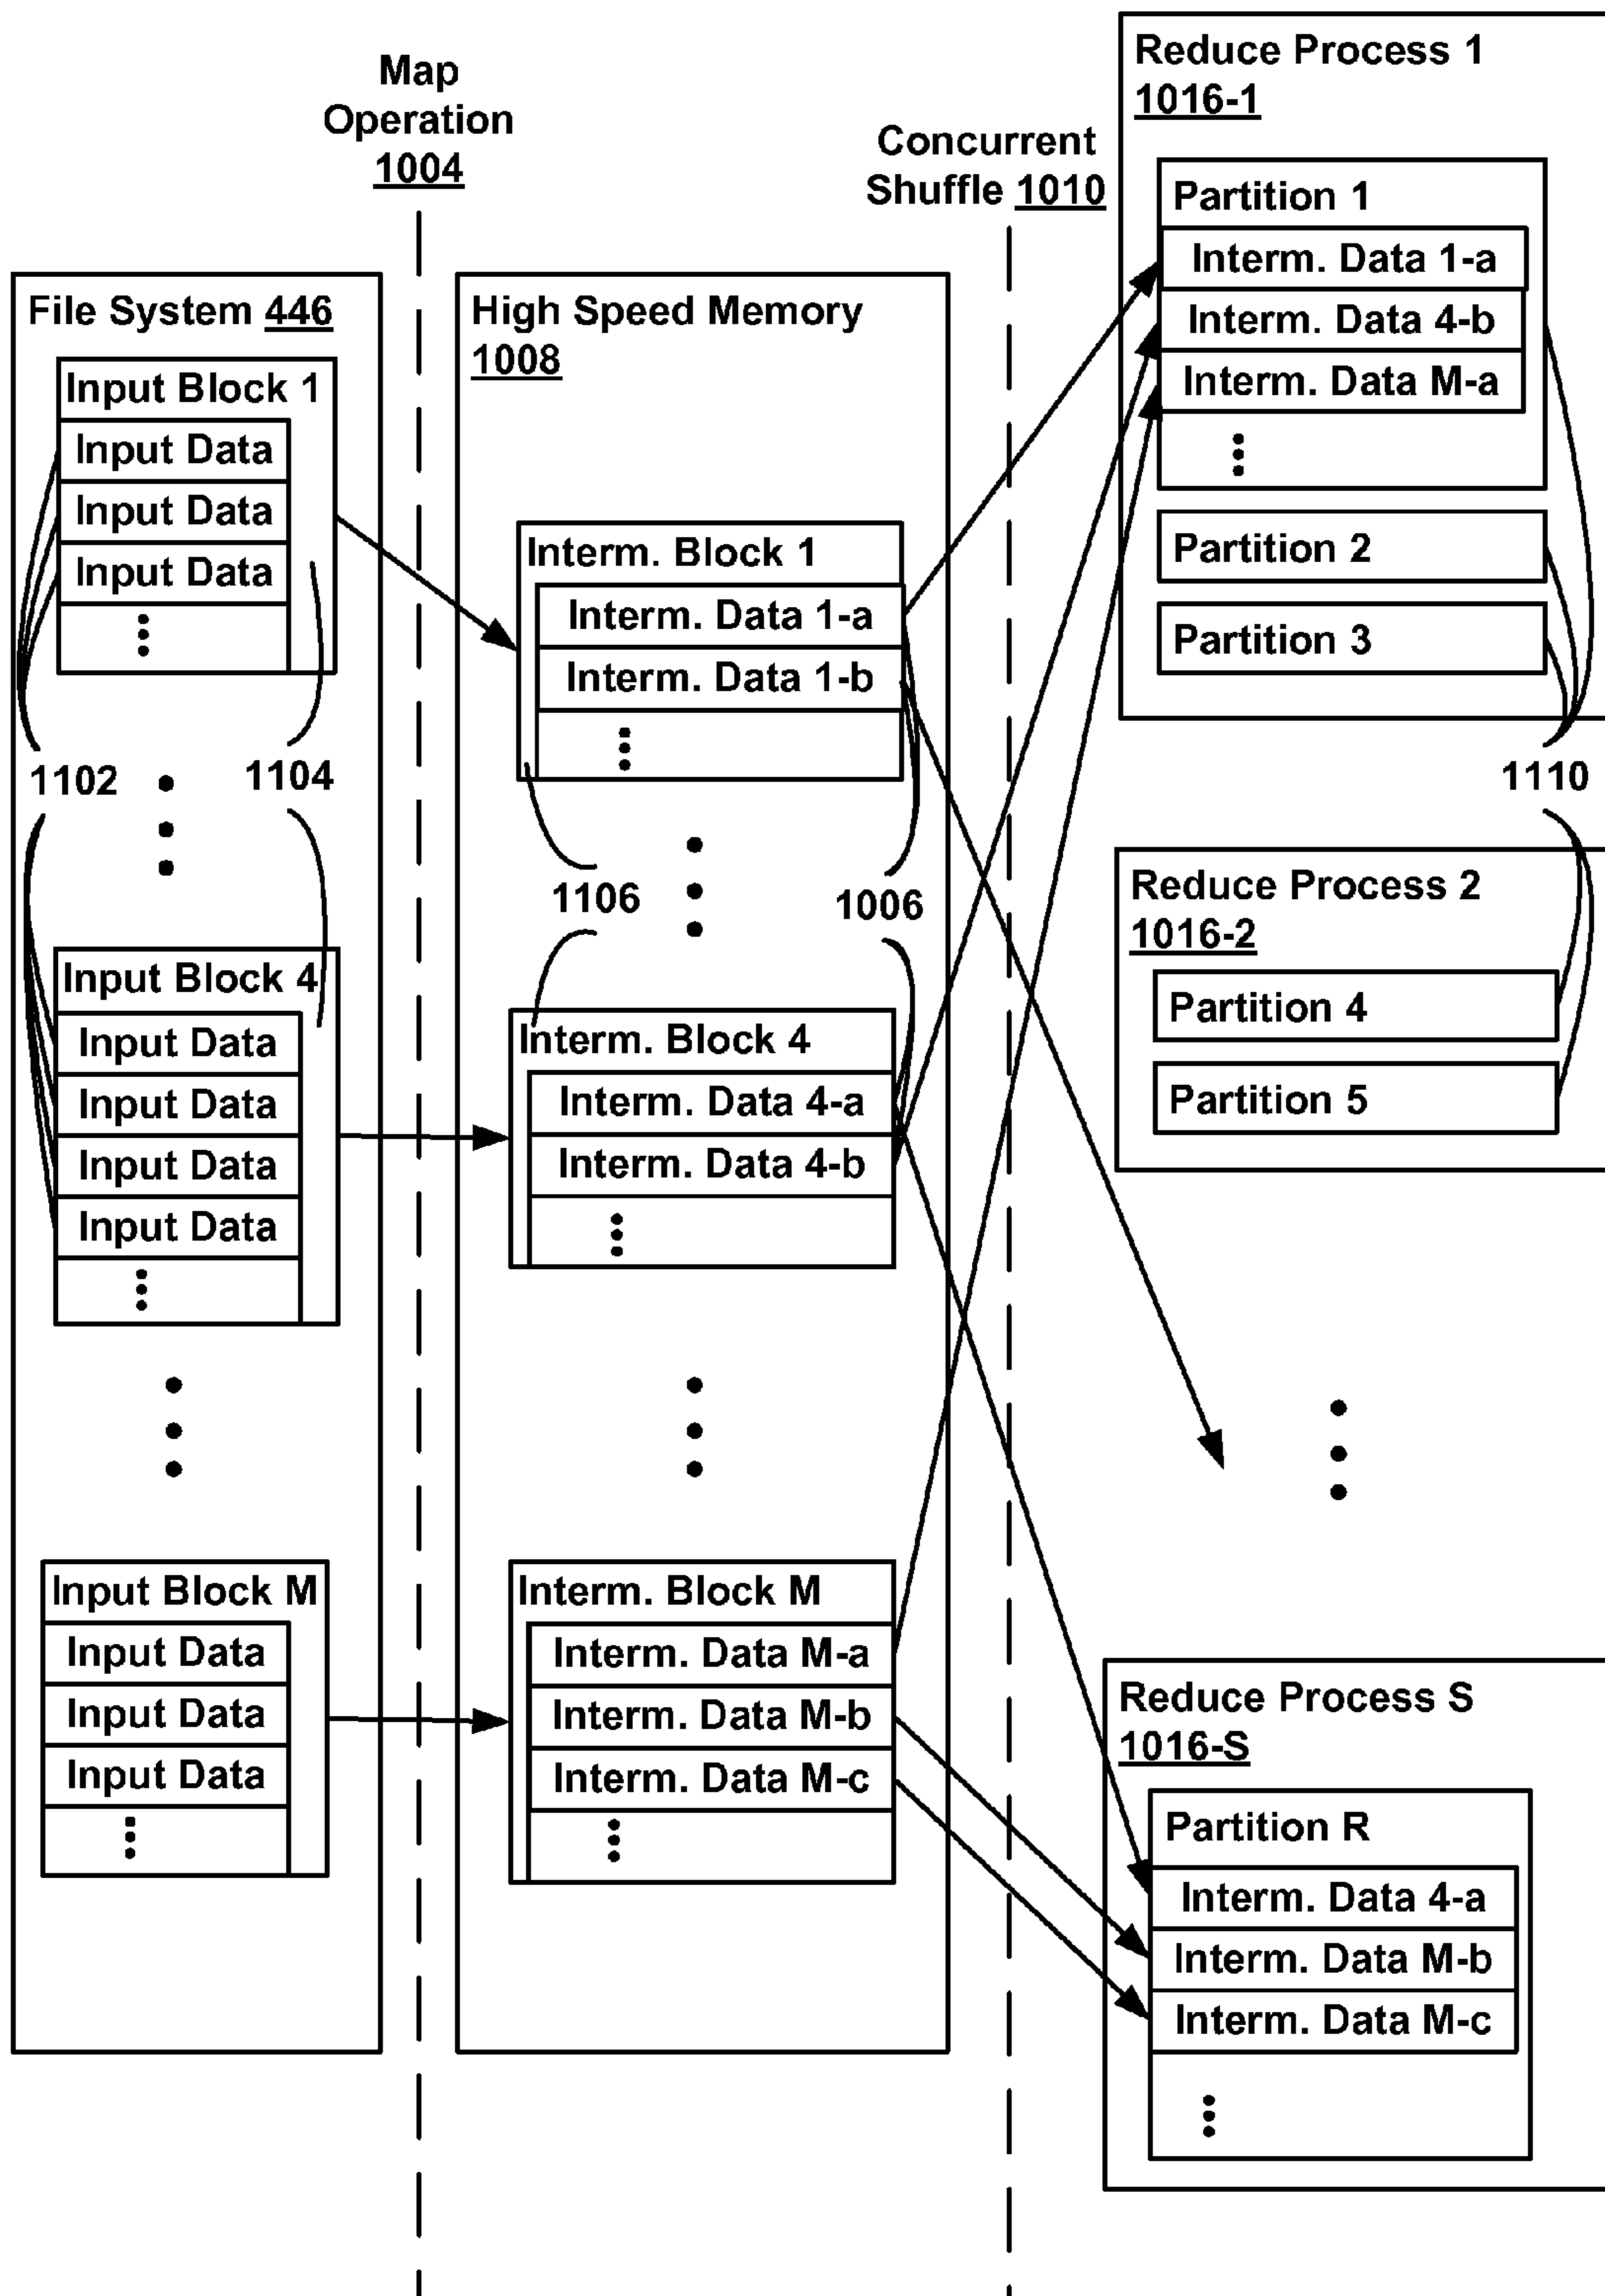 Map
Operation
1004
Concurrent
Shuffle 1010
File System 446
Input Block 1
Input Data
Input Data
Input Data
1102
1104
Input Block 4
Input Data
Input Data
Input Data
Input Data
Input Block M
Input Data
Input Data
Input Data
High Speed Memory
1008
Interm. Block 1
Interm. Data 1-a
Interm. Data 1-b
1106
1006
Interm. Block 4
Interm. Data 4-a
Interm. Data 4-b
Interm. Block M
Interm. Data M-a
Interm. Data M-b
Interm. Data M-c
Reduce Process 1
1016-1
Partition 1
Interm. Data 1-a
Interm. Data 4-b
Interm. Data M-a
Partition 2
Partition 3
1110
Reduce Process 2
1016-2
Partition 4
Partition 5
Reduce Process S
1016-S
Partition R
Interm. Data 4-a
Interm. Data M-b
Interm. Data M-c